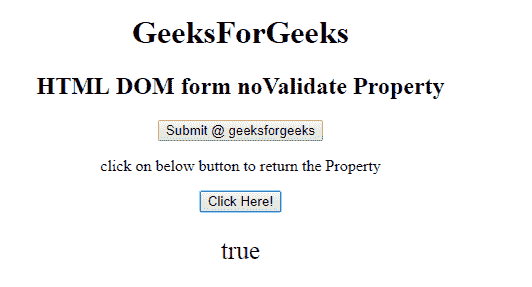 GeeksForGeeks
HTML DOM form noValidate Property
Submit @ geeksforgeeks
click on below button to return the Property
Click Here!
true